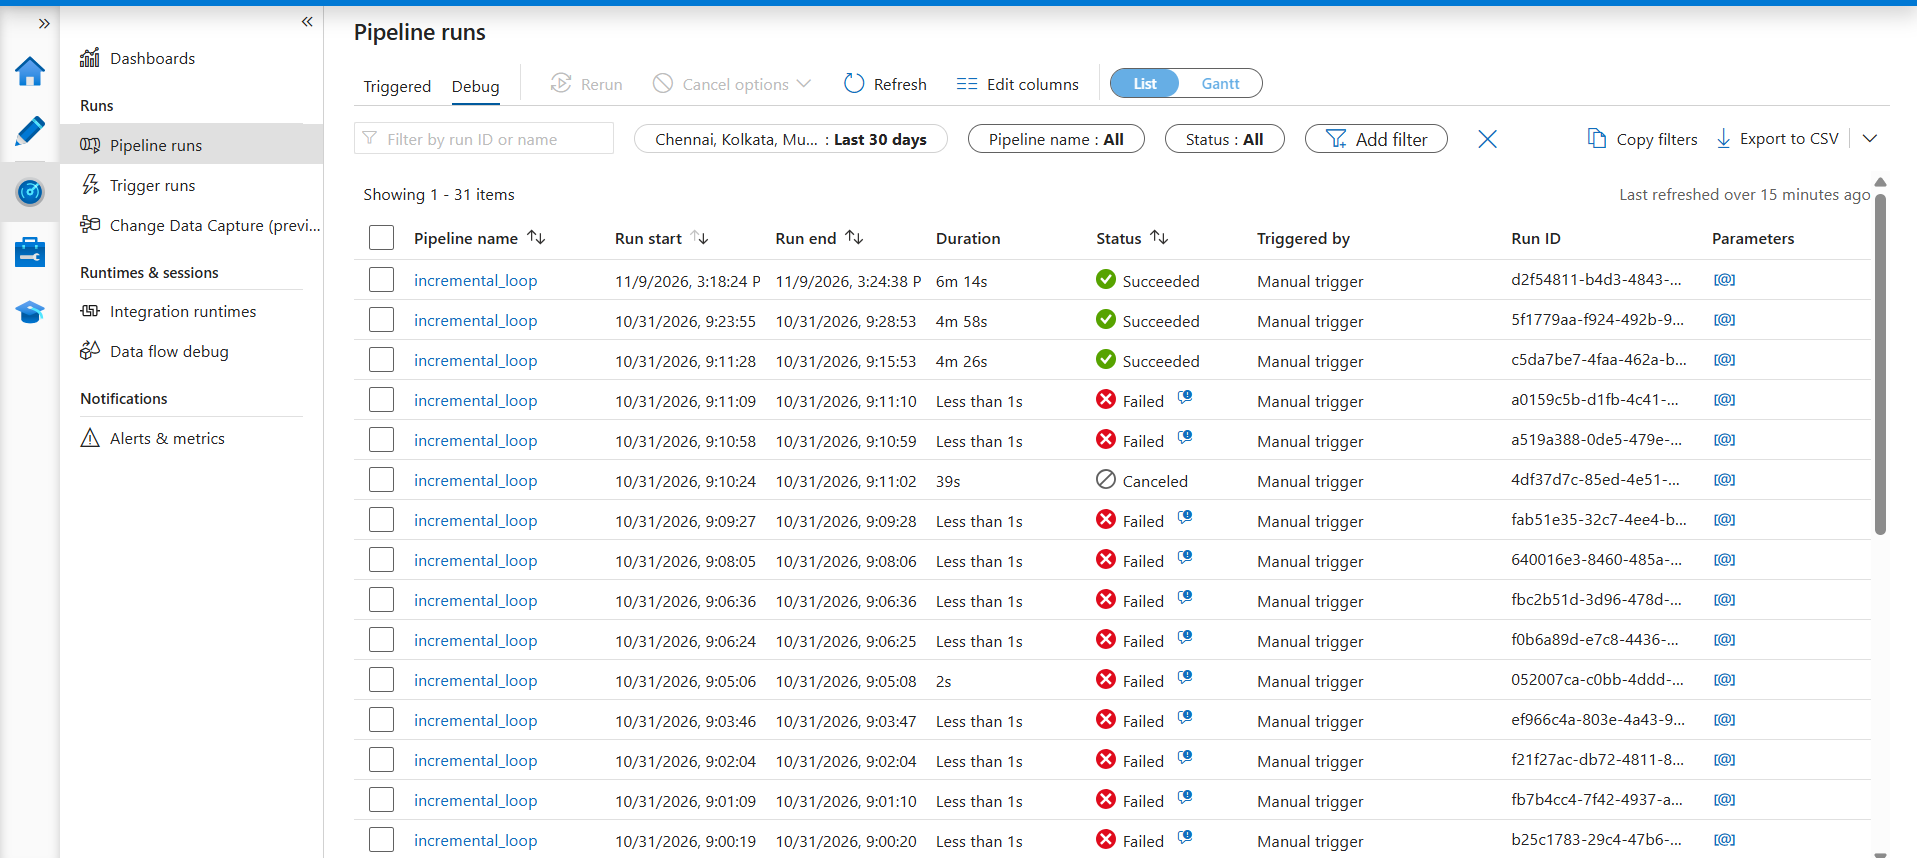 Pipeline runs
Dashboards
Runs
Pipeline runs
Trigger runs
Change Data Capture (previ...
Runtimes & sessions
Integration runtimes
Data flow debug
Notifications
Alerts & metrics
Triggered Debug Rerun Cancel options Refresh Edit columns List Gantt
Filter by run ID or name Chennai, Kolkata, Mu... : Last 30 days Pipeline name : All Status : All Add filter Copy filters Export to CSV
Showing 1 - 31 items Last refreshed over 15 minutes ago
Pipeline name Run start Run end Duration Status Triggered by Run ID Parameters
incremental_loop 11/9/2026, 3:18:24 P 11/9/2026, 3:24:38 P 6m 14s Succeeded Manual trigger d2f54811-b4d3-4843-... [@]
incremental_loop 10/31/2026, 9:23:55 10/31/2026, 9:28:53 4m 58s Succeeded Manual trigger 5f1779aa-f924-492b-9... [@]
incremental_loop 10/31/2026, 9:11:28 10/31/2026, 9:15:53 4m 26s Succeeded Manual trigger c5da7be7-4faa-462a-b... [@]
incremental_loop 10/31/2026, 9:11:09 10/31/2026, 9:11:10 Less than 1s Failed Manual trigger a0159c5b-d1fb-4c41-... [@]
incremental_loop 10/31/2026, 9:10:58 10/31/2026, 9:10:59 Less than 1s Failed Manual trigger a519a388-0de5-479e-... [@]
incremental_loop 10/31/2026, 9:10:24 10/31/2026, 9:11:02 39s Canceled Manual trigger 4df37d7c-85ed-4e51-... [@]
incremental_loop 10/31/2026, 9:09:27 10/31/2026, 9:09:28 Less than 1s Failed Manual trigger fab51e35-32c7-4ee4-b... [@]
incremental_loop 10/31/2026, 9:08:05 10/31/2026, 9:08:06 Less than 1s Failed Manual trigger 640016e3-8460-485a-... [@]
incremental_loop 10/31/2026, 9:06:36 10/31/2026, 9:06:36 Less than 1s Failed Manual trigger fbc2b51d-3d96-478d-... [@]
incremental_loop 10/31/2026, 9:06:24 10/31/2026, 9:06:25 Less than 1s Failed Manual trigger f0b6a89d-e7c8-4436-... [@]
incremental_loop 10/31/2026, 9:05:06 10/31/2026, 9:05:08 2s Failed Manual trigger 052007ca-c0bb-4ddd-... [@]
incremental_loop 10/31/2026, 9:03:46 10/31/2026, 9:03:47 Less than 1s Failed Manual trigger ef966c4a-803e-4a43-9... [@]
incremental_loop 10/31/2026, 9:02:04 10/31/2026, 9:02:04 Less than 1s Failed Manual trigger f21f27ac-db72-4811-8... [@]
incremental_loop 10/31/2026, 9:01:09 10/31/2026, 9:01:10 Less than 1s Failed Manual trigger fb7b4cc4-7f42-4937-a... [@]
incremental_loop 10/31/2026, 9:00:19 10/31/2026, 9:00:20 Less than 1s Failed Manual trigger b25c1783-29c4-47b6-... [@]